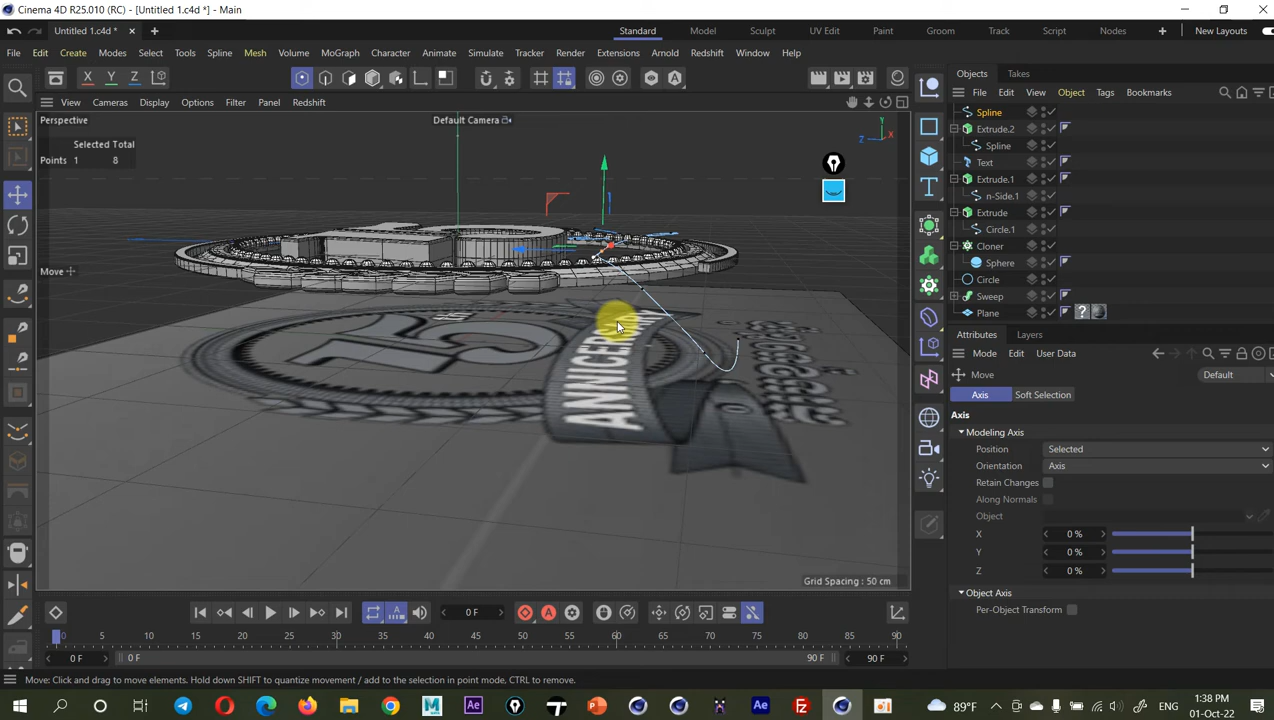 Cinema 4D R25.010 (RC) - [Untitled 1.c4d *] - Main
Untitled 1.c4d *
Standard Model Sculpt UV Edit Paint Groom Track Script Nodes New Layouts
File Edit Create Modes Select Tools Spline Mesh Volume MoGraph Character Animate Simulate Tracker Render Extensions Arnold Redshift Window Help
X Y Z
Objects Takes
View Cameras Display Options Filter Panel Redshift
File Edit View Object Tags Bookmarks
Perspective
Default Camera
Y
Z X
Selected Total
Points 1 8
Move
Spline
Extrude.2
Spline
Text
Extrude.1
n-Side.1
Extrude
Circle.1
Cloner
Sphere
Circle
Sweep
Plane
15
Attributes Layers
Mode Edit User Data
Move
Default
Axis Soft Selection
Axis
Modeling Axis
Position Selected
Orientation Axis
Retain Changes
Along Normals
Object
X 0 %
Y 0 %
Z 0 %
Object Axis
Per-Object Transform
Grid Spacing : 50 cm
0 F
0 5 10 15 20 25 30 35 40 45 50 55 60 65 70 75 80 85 90
0 F 0 F 90 F 90 F
Move: Click and drag to move elements. Hold down SHIFT to quantize movement / add to the selection in point mode, CTRL to remove.
89°F
ENG
1:38 PM
01-Oct-22